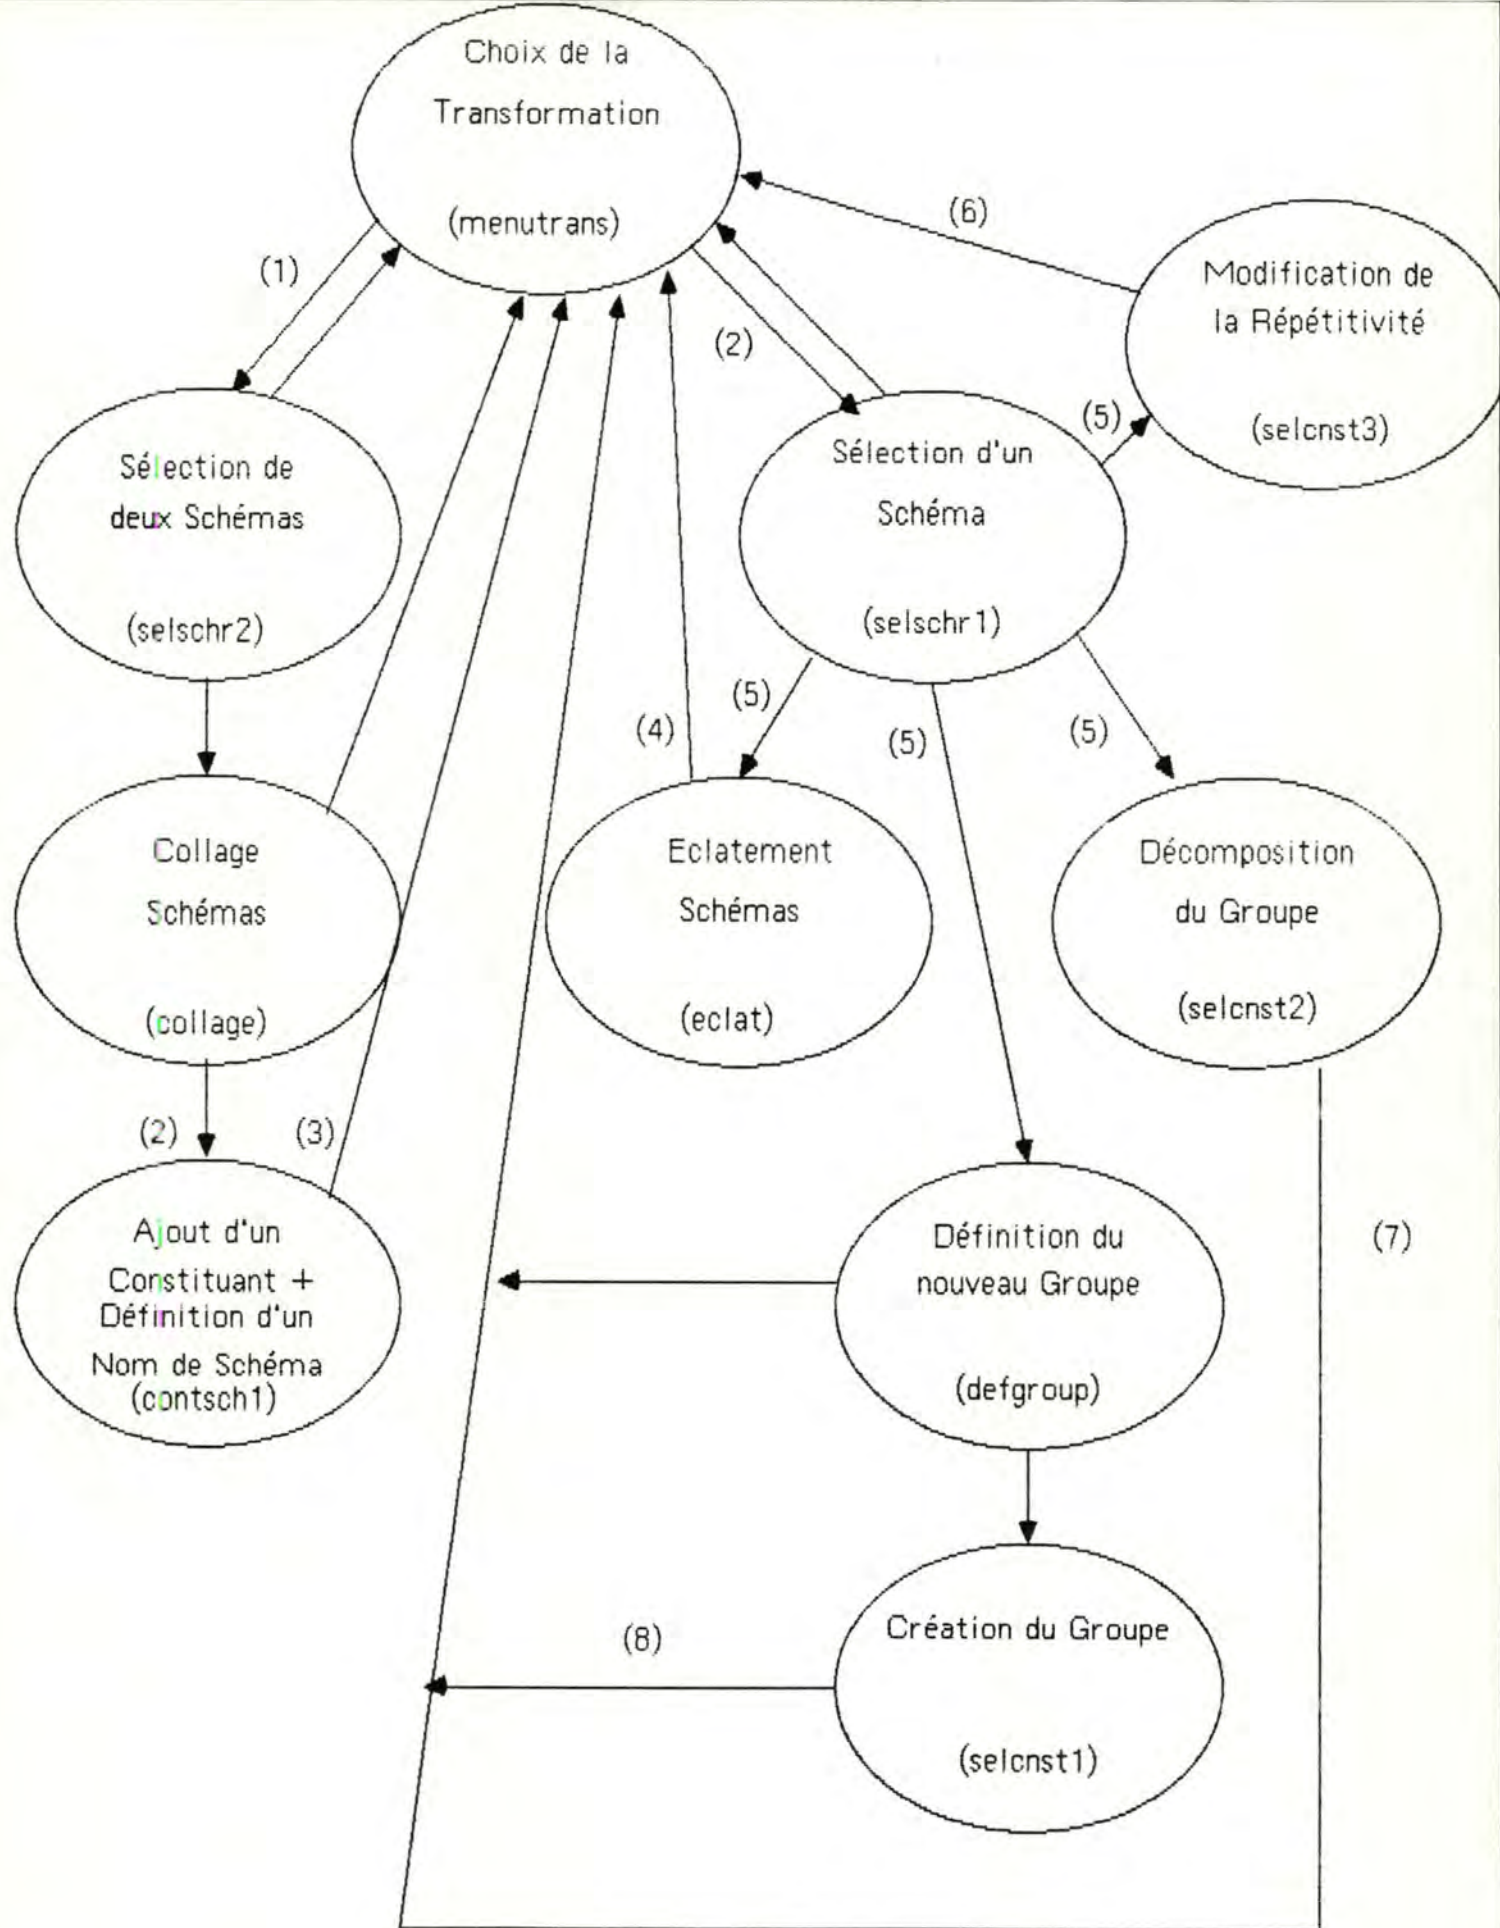 Choix de la
Transformation
(menutrans)
(6)
(1)
Modification de
la Répétitivité
(selcnst3)
(2)
(5)
Sélection de
deux Schémas
(selschr2)
Sélection d'un
Schéma
(selschr1)
(5)
(4)
(5)
(5)
Collage
Schémas
(collage)
Eclatement
Schémas
(eclat)
Décomposition
du Groupe
(selcnst2)
(2)
(3)
Ajout d'un
Constituant +
Définition d'un
Nom de Schéma
(contsch1)
Définition du
nouveau Groupe
(defgroup)
(7)
(8)
Création du Groupe
(selcnst1)